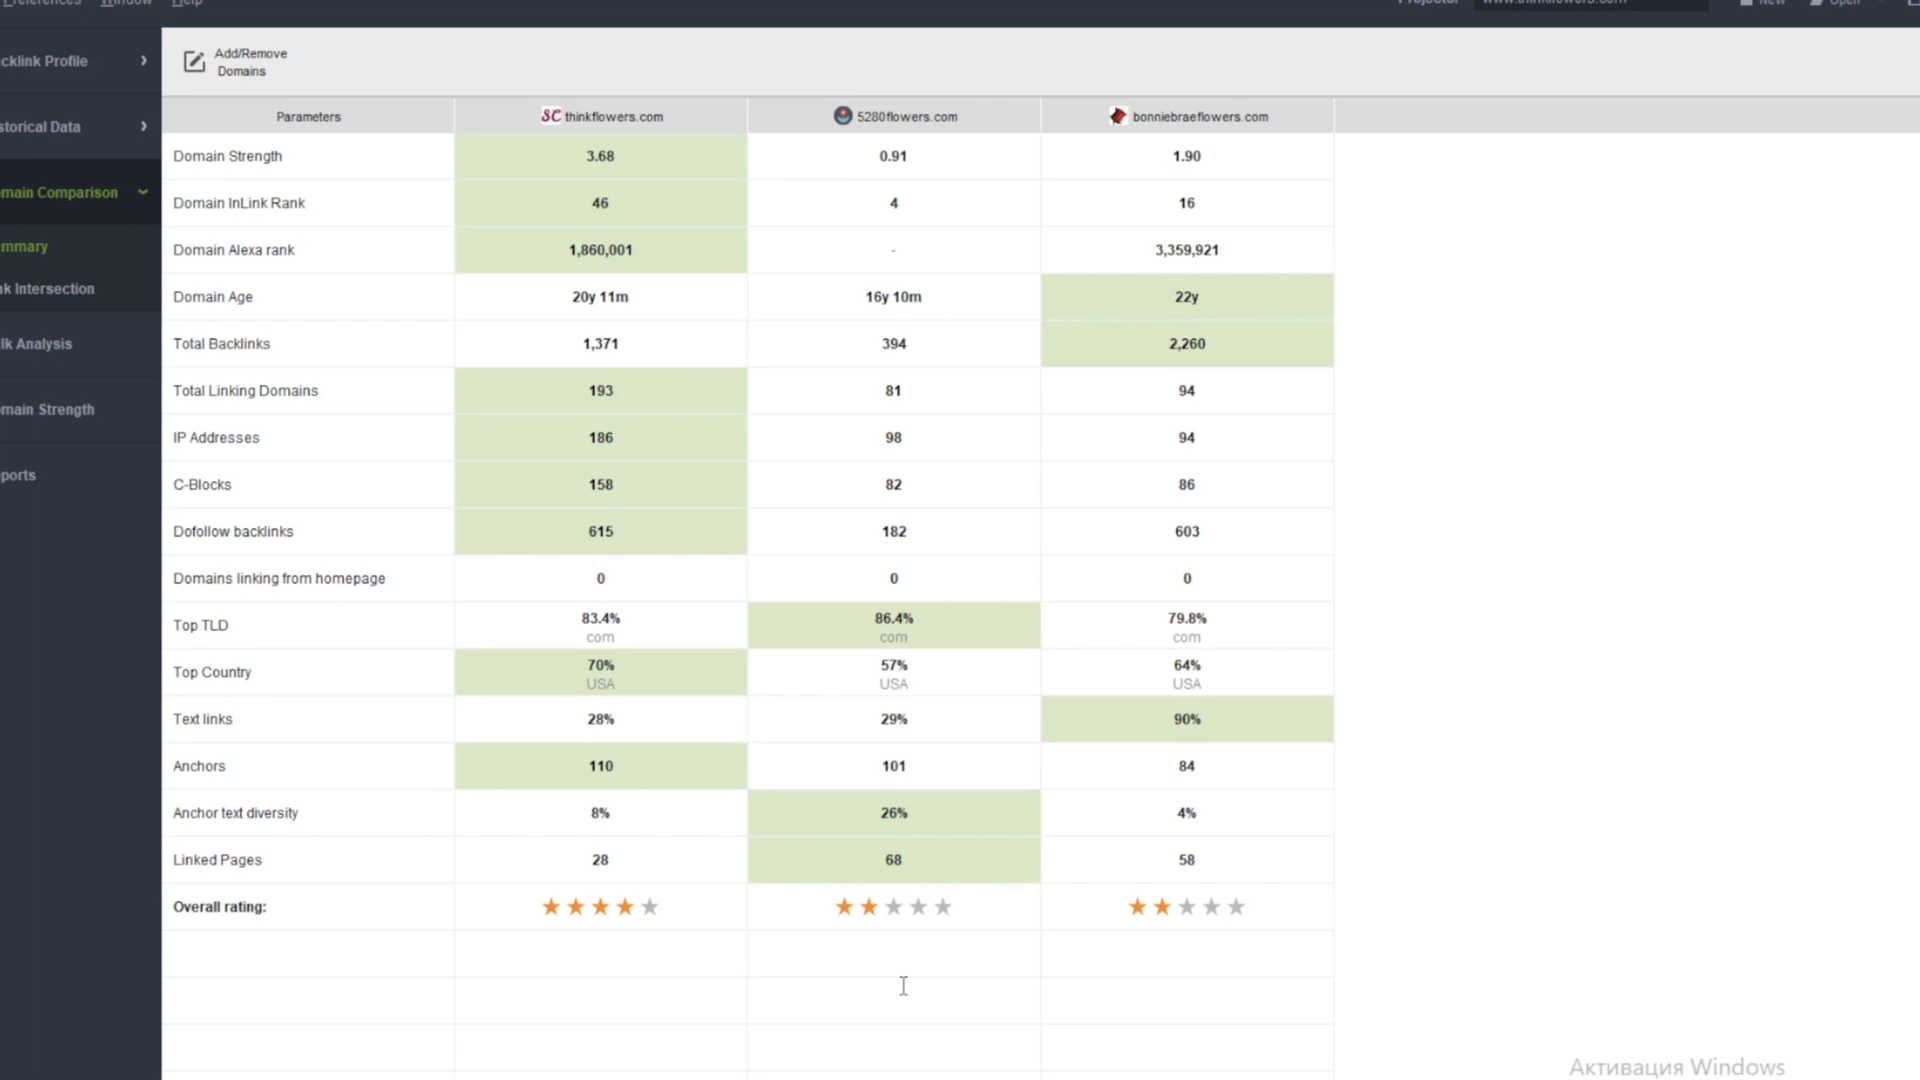 Preferences Window Help
New Open
Add/Remove
Domains
cklink Profile
storical Data
main Comparison
mmary
nk Intersection
lk Analysis
main Strength
ports
Parameters thinkflowers.com 5280flowers.com bonniebraeflowers.com
Domain Strength 3.68 0.91 1.90
Domain InLink Rank 46 4 16
Domain Alexa rank 1,860,001 - 3,359,921
Domain Age 20y 11m 16y 10m 22y
Total Backlinks 1,371 394 2,260
Total Linking Domains 193 81 94
IP Addresses 186 98 94
C-Blocks 158 82 86
Dofollow backlinks 615 182 603
Domains linking from homepage 0 0 0
Top TLD 83.4% com 86.4% com 79.8% com
Top Country 70% USA 57% USA 64% USA
Text links 28% 29% 90%
Anchors 110 101 84
Anchor text diversity 8% 26% 4%
Linked Pages 28 68 58
Overall rating:
Активация Windows